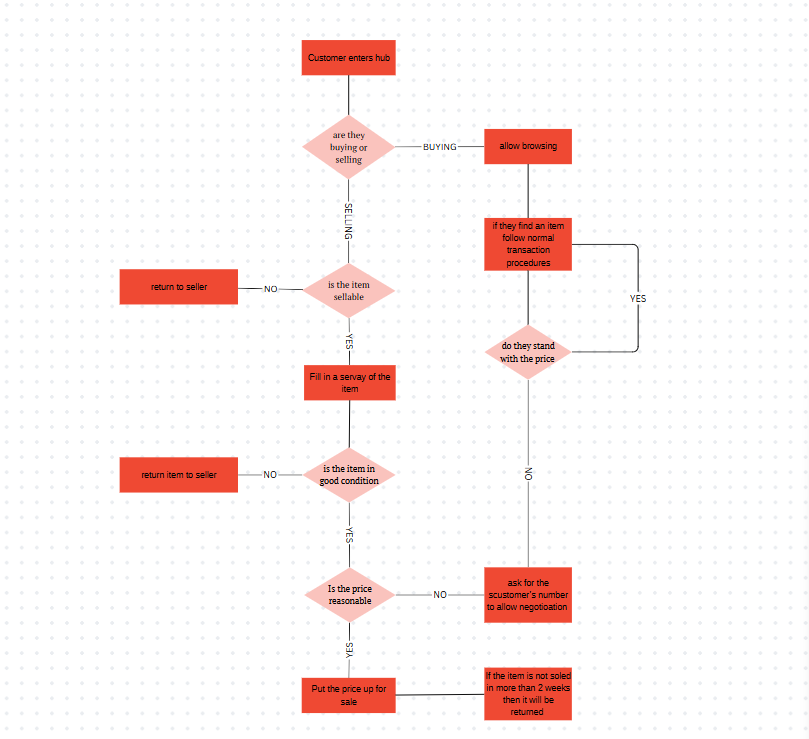 Customer enters hub
are they
buying or
selling
BUYING
allow browsing
SELLING
if they find an item
follow normal
transaction
procedures
return to seller
NO
is the item
sellable
YES
YES
do they stand
with the price
Fill in a servay of the
item
return item to seller
NO
is the item in
good condition
NO
YES
Is the price
reasonable
NO
ask for the
scustomer's number
to allow negotioation
YES
Put the price up for
sale
If the item is not soled
in more than 2 weeks
then it will be
returned